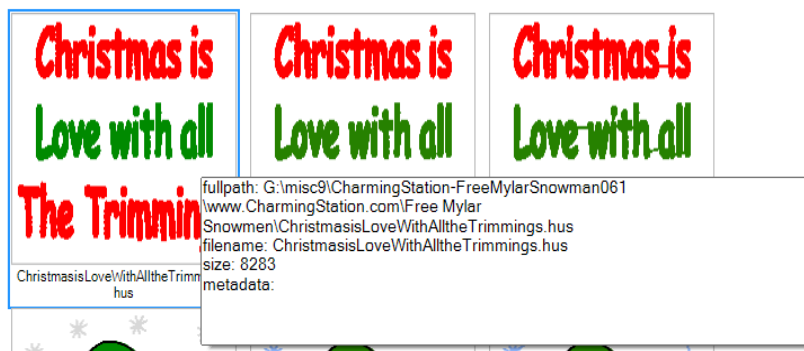 Christmas is
Love with all
The Trimmin
Christmas is
Love with all
Christmas is
Love with all
ChristmasisLoveWithAlltheTrimm
hus
fullpath: G:\misc9\CharmingStation-FreeMylarSnowman061
\www.CharmingStation.com\Free Mylar
Snowmen\ChristmasisLoveWithAlltheTrimmings.hus
filename: ChristmasisLoveWithAlltheTrimmings.hus
size: 8283
metadata: